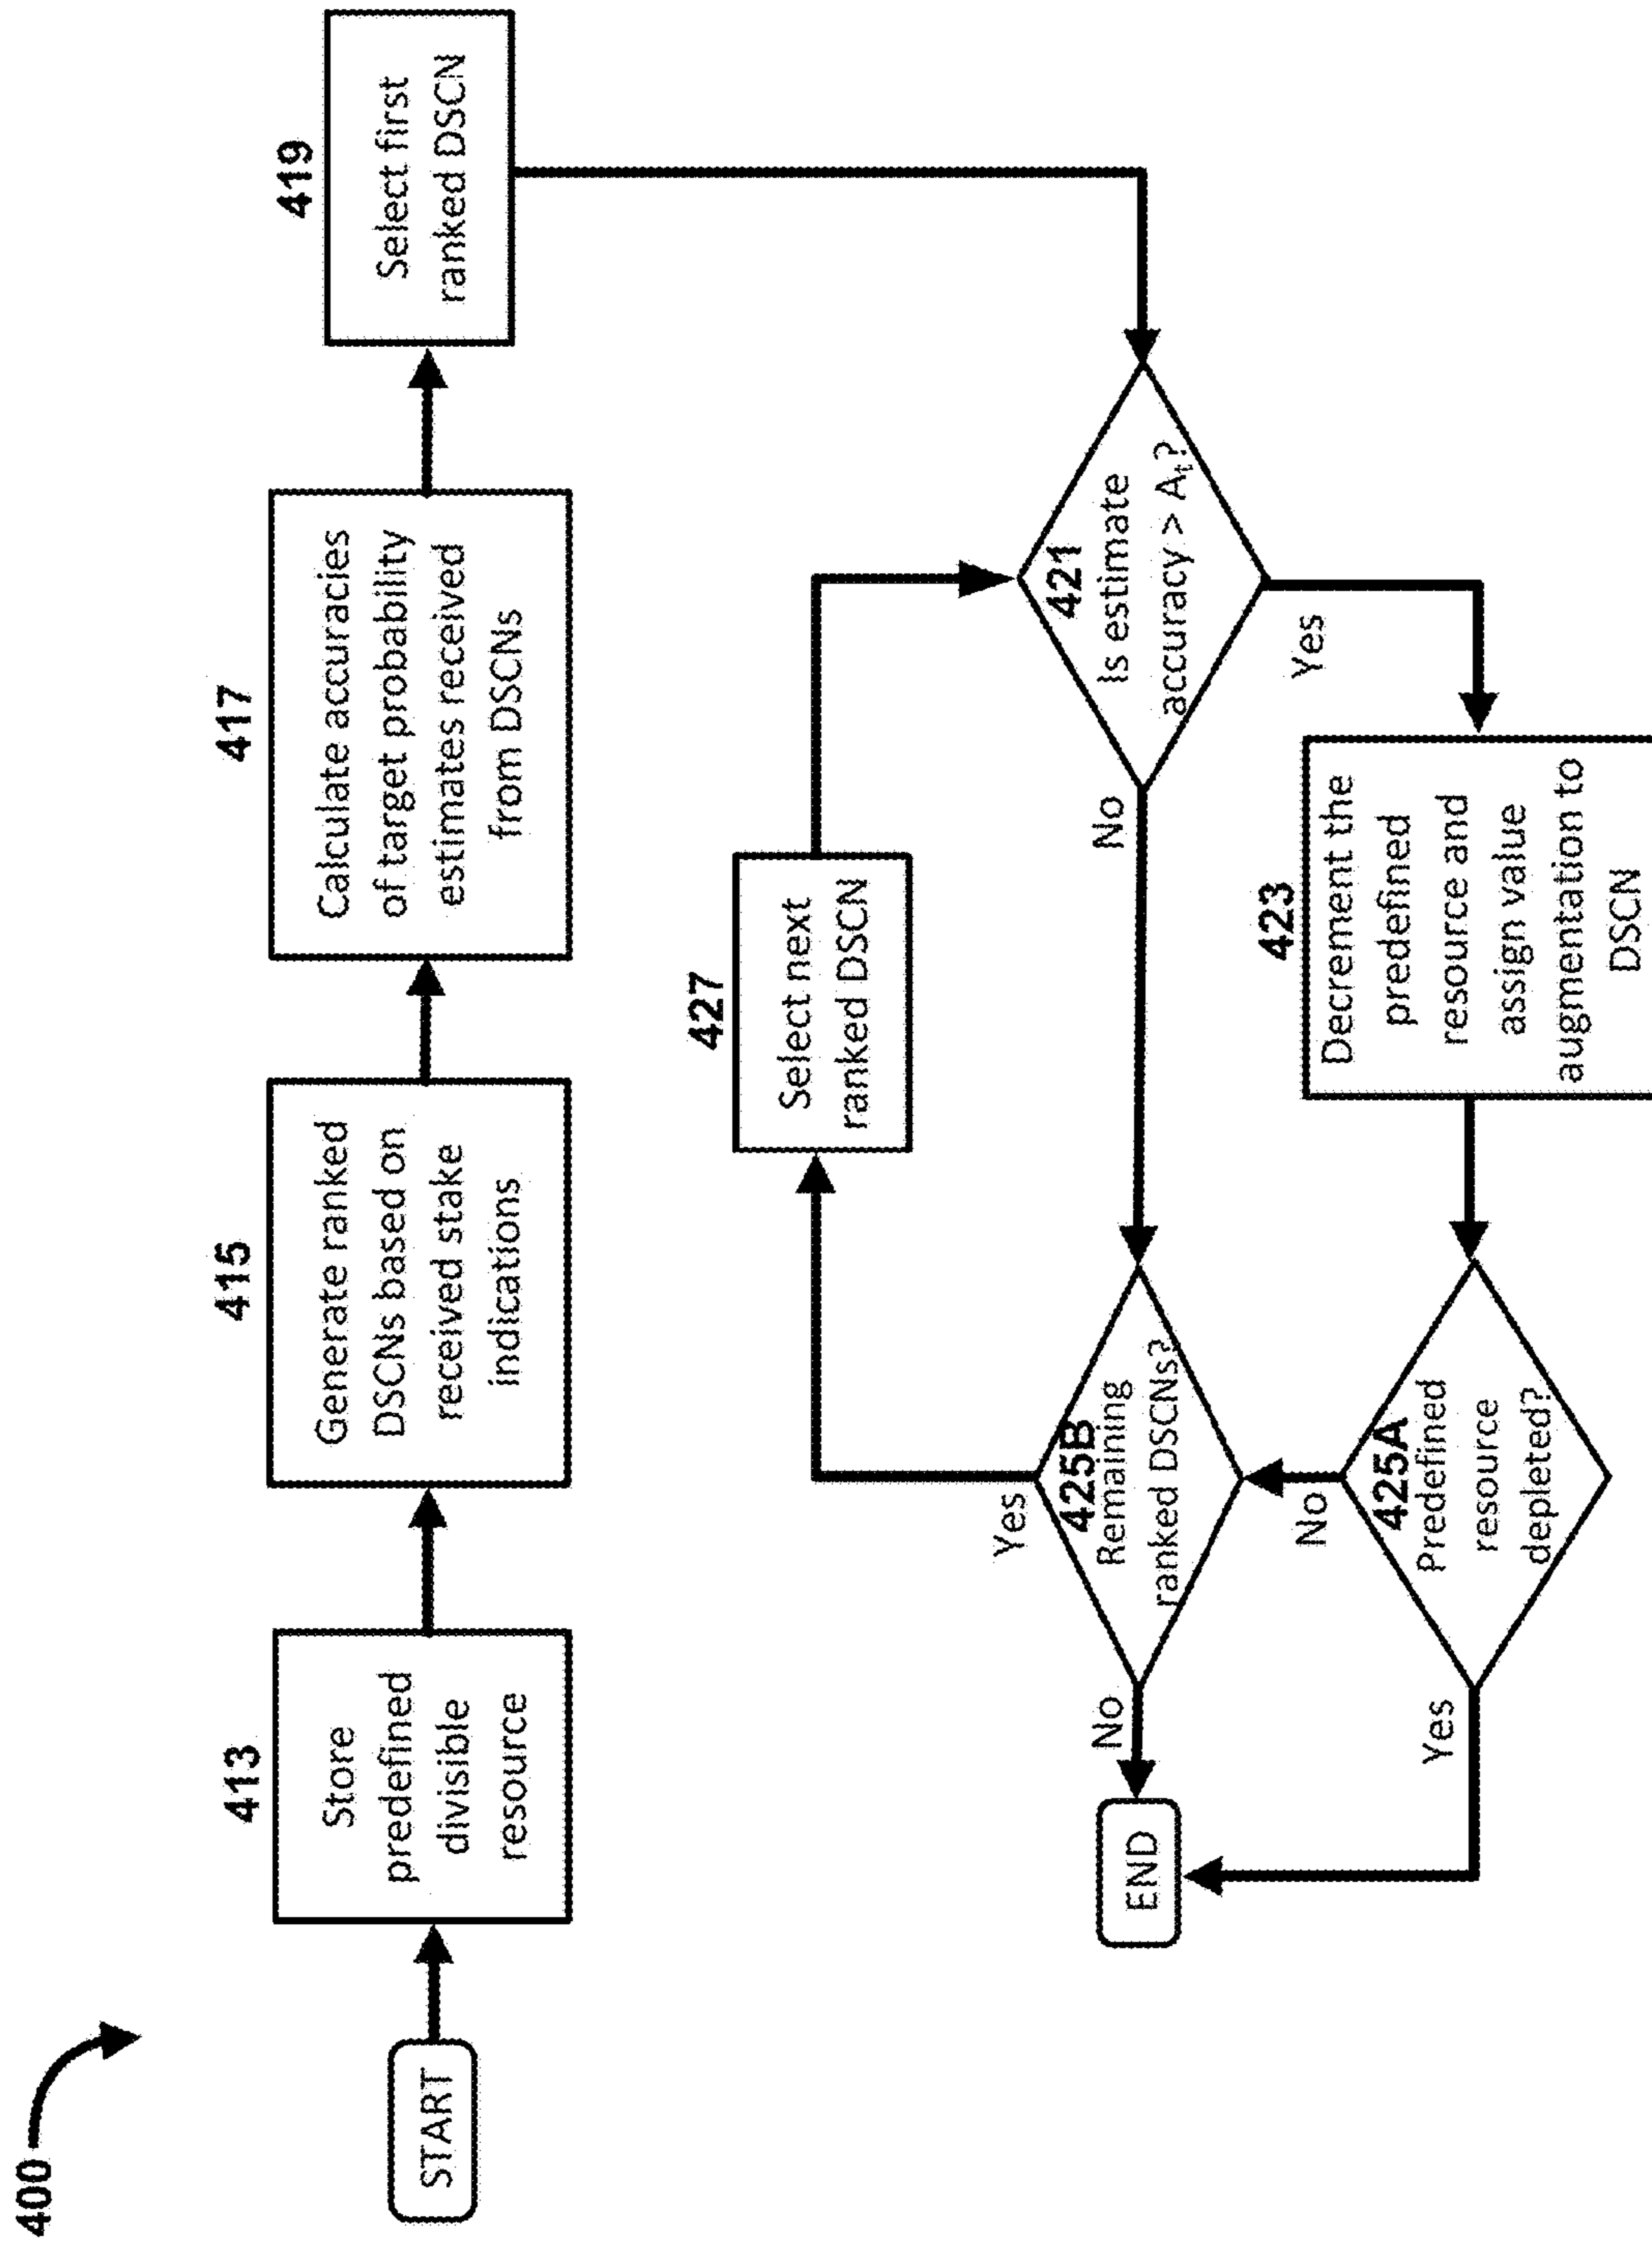 400
START
413
Store
predefined
divisible
resource
415
Generate ranked
DSCNs based on
received stake
indications
417
Calculate accuracies
of target probability
estimates received
from DSCNs
419
Select first
ranked DSCN
421
Is estimate
accuracy > At?
No
Yes
423
Decrement the
predefined
resource and
assign value
augmentation to
DSCN
425A
Predefined
resource
depleted?
No
Yes
425B
Remaining
ranked DSCNs?
Yes
No
427
Select next
ranked DSCN
END